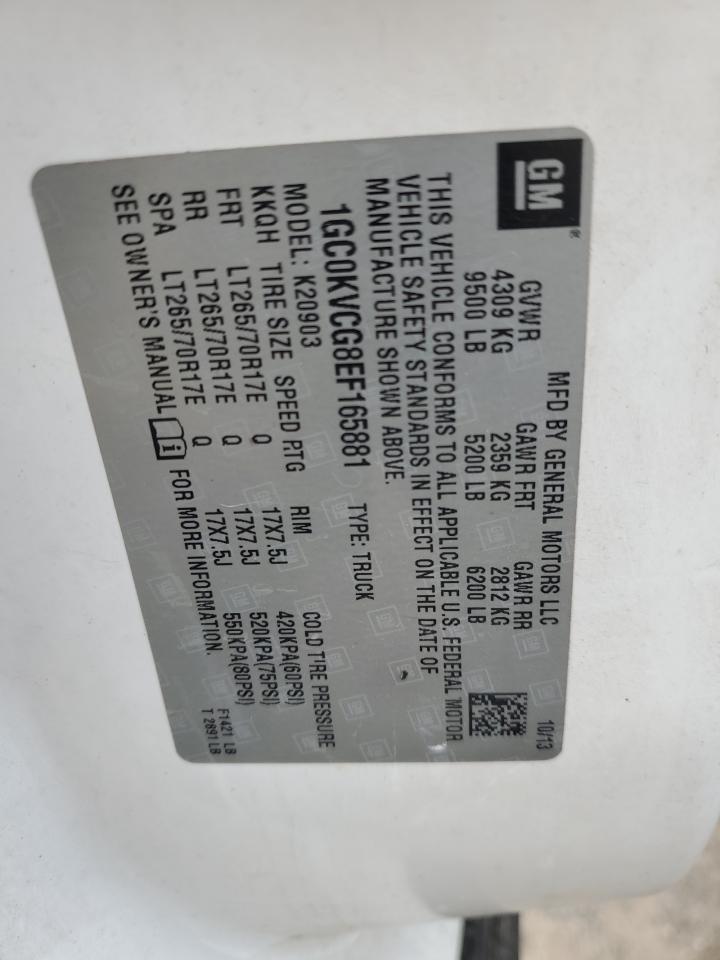 GM ®
MFD BY GENERAL MOTORS LLC 10/13
GVWR GAWR FRT GAWR RR
4309 KG 2359 KG 2812 KG
9500 LB 5200 LB 6200 LB
THIS VEHICLE CONFORMS TO ALL APPLICABLE U.S. FEDERAL MOTOR
VEHICLE SAFETY STANDARDS IN EFFECT ON THE DATE OF
MANUFACTURE SHOWN ABOVE.
1GC0KVCG8EF165881 TYPE: TRUCK
MODEL: K20903
KKQH TIRE SIZE SPEED RTG RIM COLD TIRE PRESSURE
FRT LT265/70R17E Q 17X7.5J 420KPA(60PSI)
RR LT265/70R17E Q 17X7.5J 520KPA(75PSI)
SPA LT265/70R17E Q 17X7.5J 550KPA(80PSI)
SEE OWNER'S MANUAL i FOR MORE INFORMATION.
F1421 LB
T 2891 LB